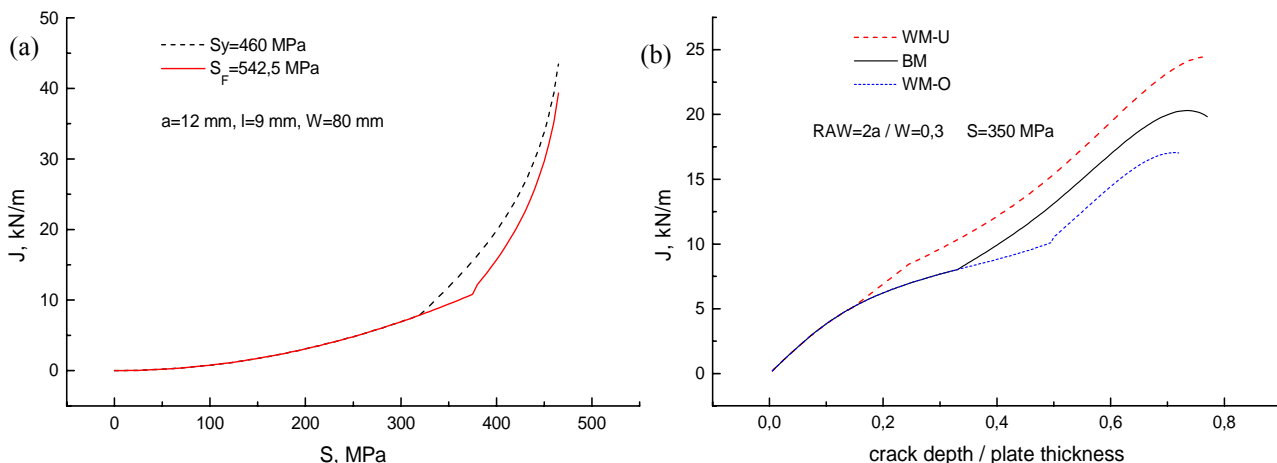 (a)
Sy=460 MPa
S_F=542,5 MPa
a=12 mm, l=9 mm, W=80 mm
50
40
30
20
10
0
J, kN/m
0 100 200 300 400 500
S, MPa
(b)
WM-U
BM
WM-O
RAW=2a / W=0,3 S=350 MPa
25
20
15
10
5
0
J, kN/m
0,0 0,2 0,4 0,6 0,8
crack depth / plate thickness